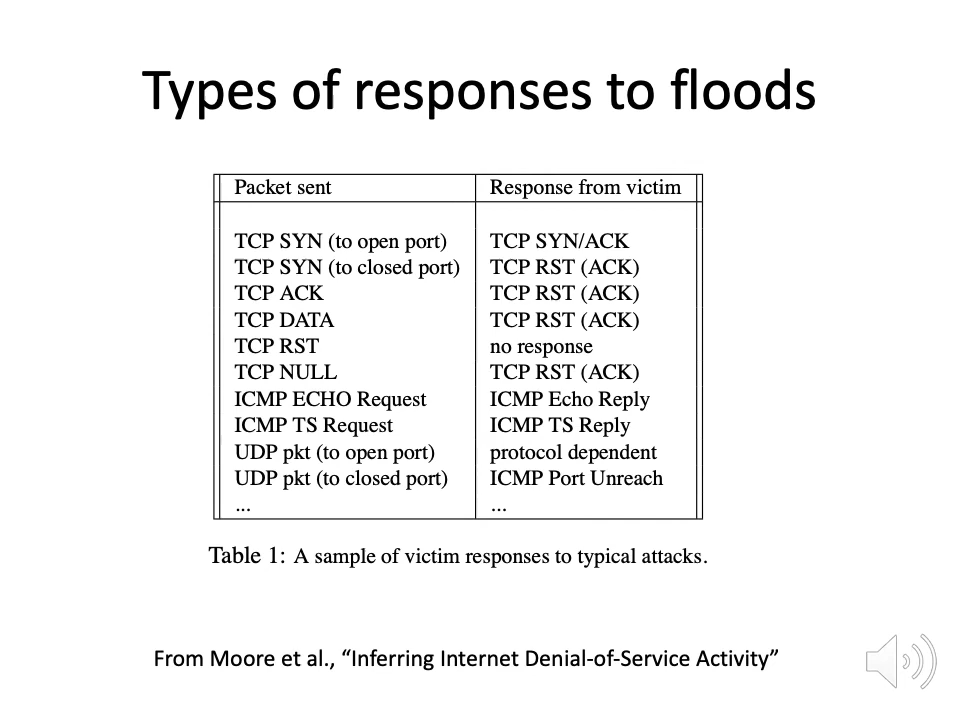 Types of responses to floods
Packet sent Response from victim
TCP SYN (to open port) TCP SYN/ACK
TCP SYN (to closed port) TCP RST (ACK)
TCP ACK TCP RST (ACK)
TCP DATA TCP RST (ACK)
TCP RST no response
TCP NULL TCP RST (ACK)
ICMP ECHO Request ICMP Echo Reply
ICMP TS Request ICMP TS Reply
UDP pkt (to open port) protocol dependent
UDP pkt (to closed port) ICMP Port Unreach
... ...
Table 1: A sample of victim responses to typical attacks.
From Moore et al., “Inferring Internet Denial-of-Service Activity”